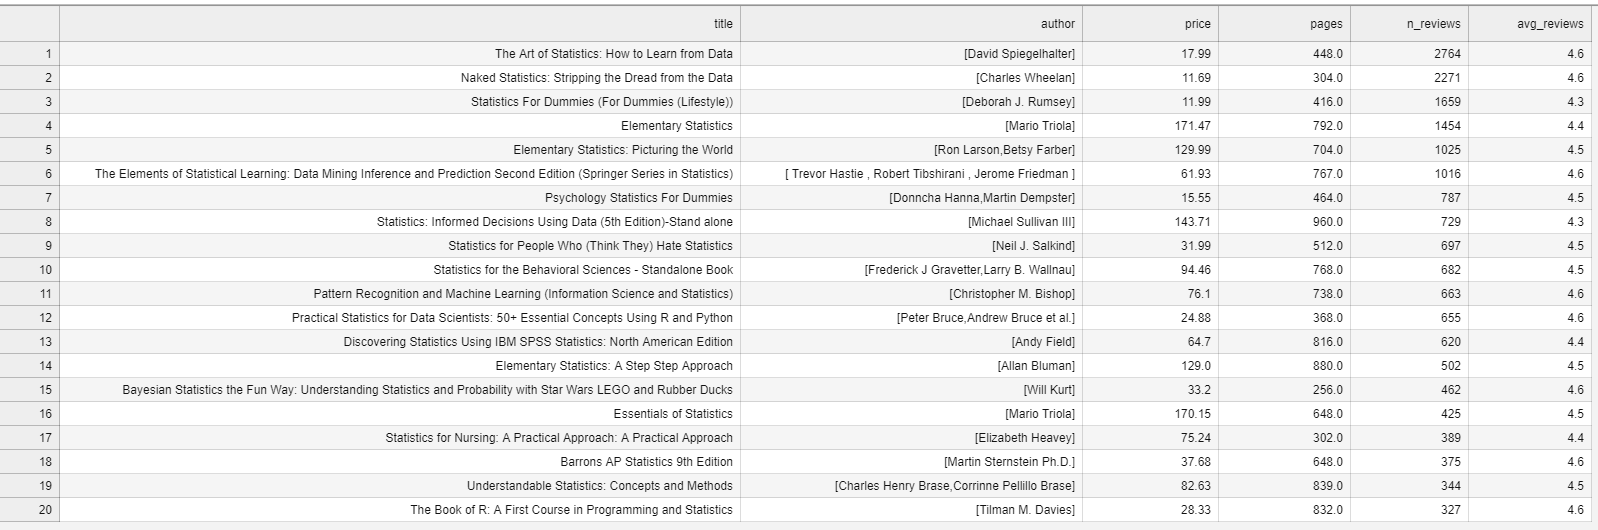 title author price pages n_reviews avg_reviews
1 The Art of Statistics: How to Learn from Data [David Spiegelhalter] 17.99 448.0 2764 4.6
2 Naked Statistics: Stripping the Dread from the Data [Charles Wheelan] 11.69 304.0 2271 4.6
3 Statistics For Dummies (For Dummies (Lifestyle)) [Deborah J. Rumsey] 11.99 416.0 1659 4.3
4 Elementary Statistics [Mario Triola] 171.47 792.0 1454 4.4
5 Elementary Statistics: Picturing the World [Ron Larson,Betsy Farber] 129.99 704.0 1025 4.5
6 The Elements of Statistical Learning: Data Mining Inference and Prediction Second Edition (Springer Series in Statistics) [ Trevor Hastie , Robert Tibshirani , Jerome Friedman ] 61.93 767.0 1016 4.6
7 Psychology Statistics For Dummies [Donncha Hanna,Martin Dempster] 15.55 464.0 787 4.5
8 Statistics: Informed Decisions Using Data (5th Edition)-Stand alone [Michael Sullivan III] 143.71 960.0 729 4.3
9 Statistics for People Who (Think They) Hate Statistics [Neil J. Salkind] 31.99 512.0 697 4.5
10 Statistics for the Behavioral Sciences - Standalone Book [Frederick J Gravetter,Larry B. Wallnau] 94.46 768.0 682 4.5
11 Pattern Recognition and Machine Learning (Information Science and Statistics) [Christopher M. Bishop] 76.1 738.0 663 4.6
12 Practical Statistics for Data Scientists: 50+ Essential Concepts Using R and Python [Peter Bruce,Andrew Bruce et al.] 24.88 368.0 655 4.6
13 Discovering Statistics Using IBM SPSS Statistics: North American Edition [Andy Field] 64.7 816.0 620 4.4
14 Elementary Statistics: A Step Step Approach [Allan Bluman] 129.0 880.0 502 4.5
15 Bayesian Statistics the Fun Way: Understanding Statistics and Probability with Star Wars LEGO and Rubber Ducks [Will Kurt] 33.2 256.0 462 4.6
16 Essentials of Statistics [Mario Triola] 170.15 648.0 425 4.5
17 Statistics for Nursing: A Practical Approach: A Practical Approach [Elizabeth Heavey] 75.24 302.0 389 4.4
18 Barrons AP Statistics 9th Edition [Martin Sternstein Ph.D.] 37.68 648.0 375 4.6
19 Understandable Statistics: Concepts and Methods [Charles Henry Brase,Corrinne Pellillo Brase] 82.63 839.0 344 4.5
20 The Book of R: A First Course in Programming and Statistics [Tilman M. Davies] 28.33 832.0 327 4.6